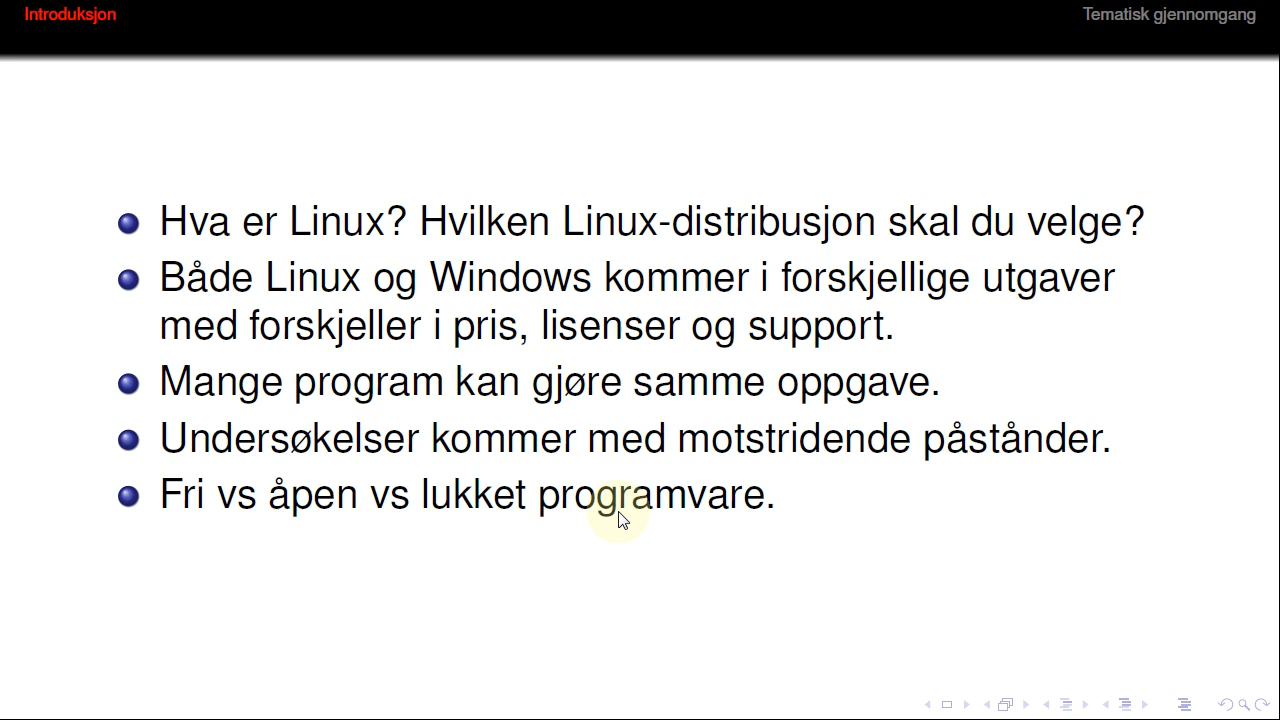 Introduksjon
Tematisk gjennomgang
Hva er Linux? Hvilken Linux-distribusjon skal du velge?
Både Linux og Windows kommer i forskjellige utgaver
med forskjeller i pris, lisenser og support.
Mange program kan gjøre samme oppgave.
Undersøkelser kommer med motstridende påstånder.
Fri vs åpen vs lukket programvare.